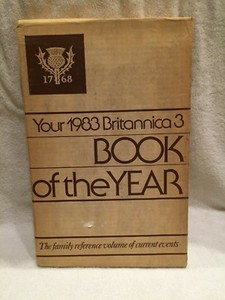 17 68
Your 1983 Britannica 3
BOOK
of the YEAR
The family reference volume of current events